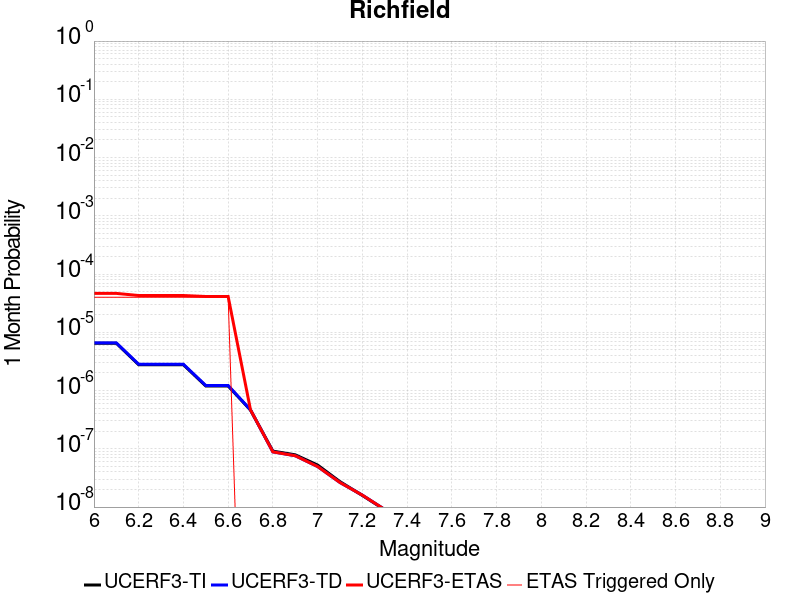 Richfield
10^0
10^-1
10^-2
10^-3
10^-4
10^-5
10^-6
10^-7
10^-8
1 Month Probability
6 6.2 6.4 6.6 6.8 7 7.2 7.4 7.6 7.8 8 8.2 8.4 8.6 8.8 9
Magnitude
UCERF3-TI UCERF3-TD UCERF3-ETAS ETAS Triggered Only